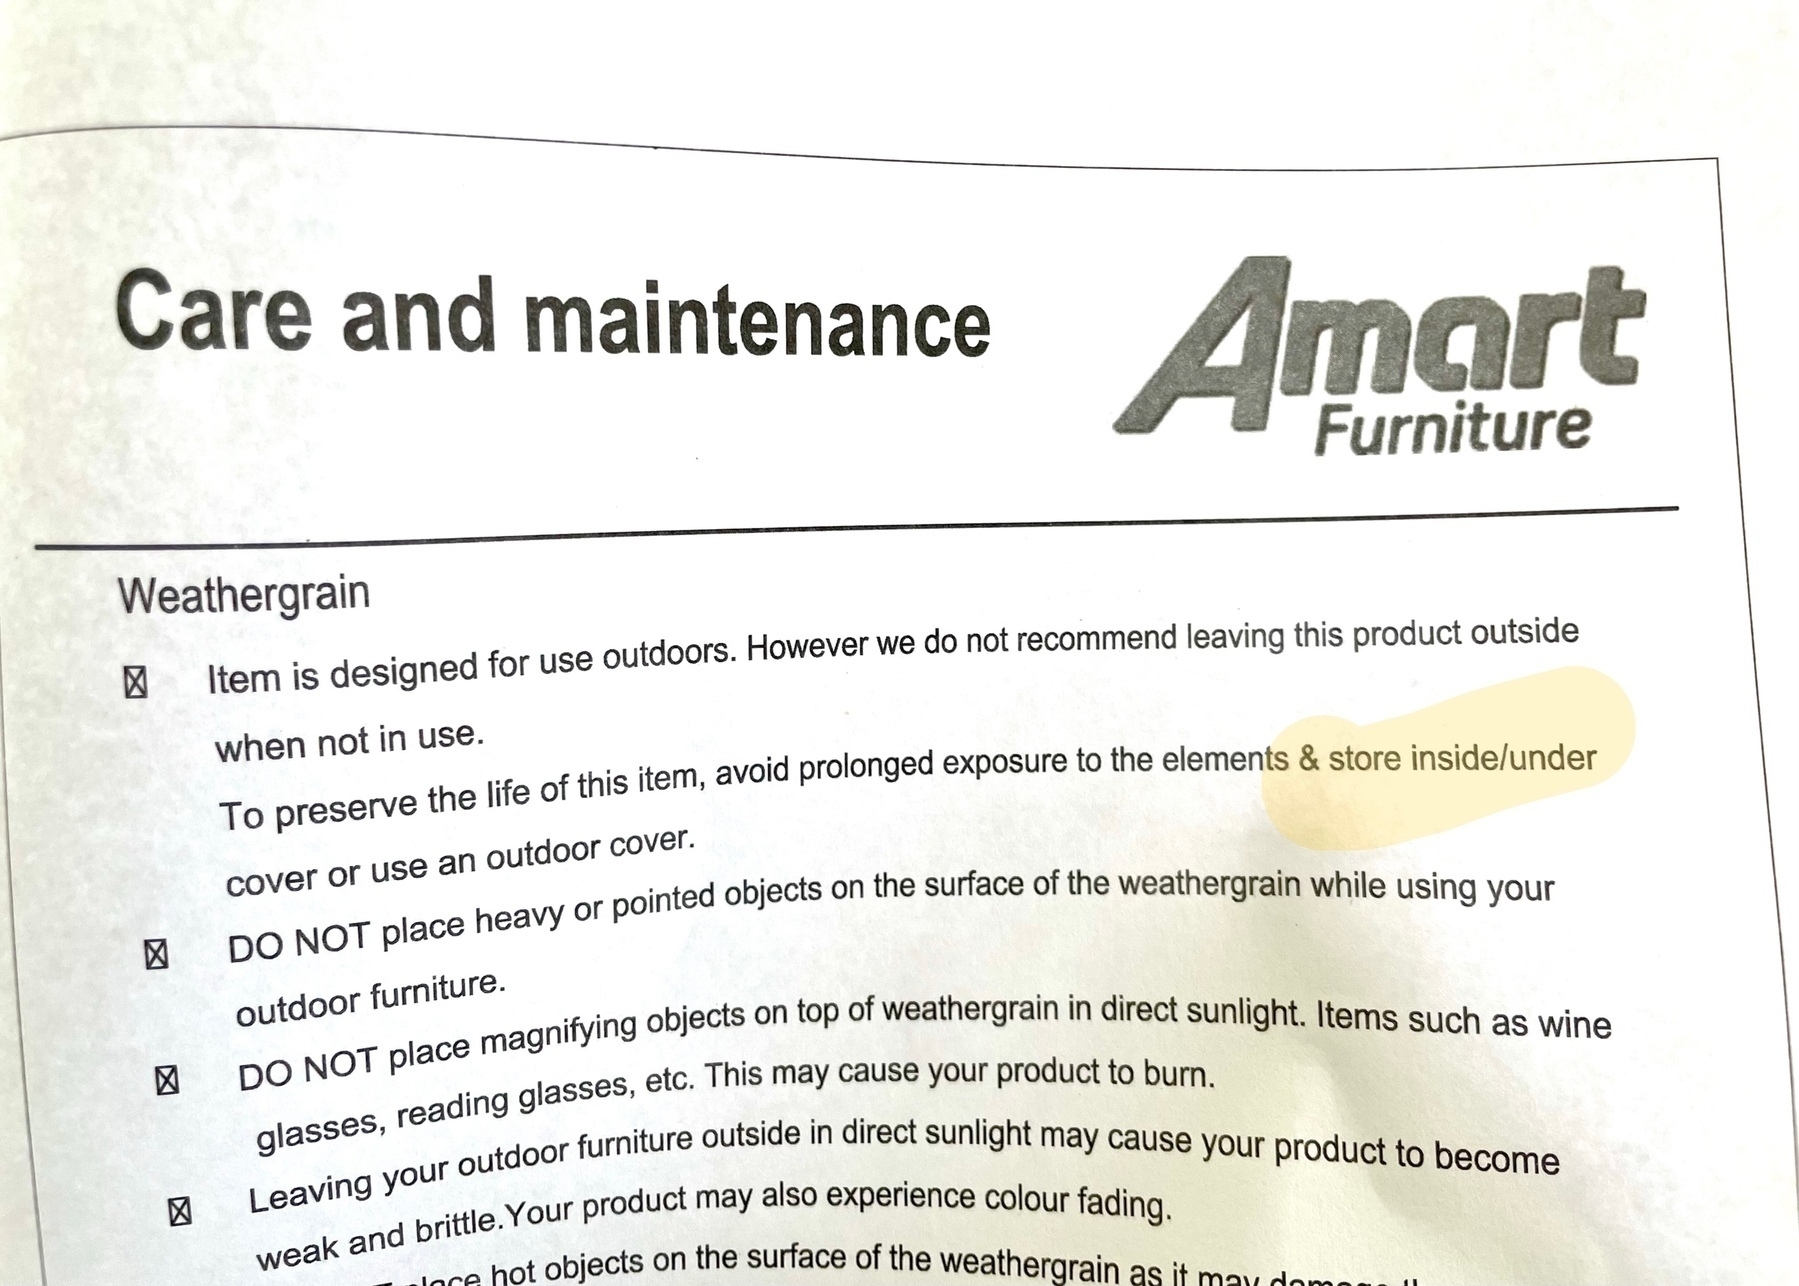 Care and maintenance
Amart
Furniture
Weathergrain
☒ Item is designed for use outdoors. However we do not recommend leaving this product outside
when not in use.
To preserve the life of this item, avoid prolonged exposure to the elements & store inside/under
cover or use an outdoor cover.
☒ DO NOT place heavy or pointed objects on the surface of the weathergrain while using your
outdoor furniture.
☒ DO NOT place magnifying objects on top of weathergrain in direct sunlight. Items such as wine
glasses, reading glasses, etc. This may cause your product to burn.
☒ Leaving your outdoor furniture outside in direct sunlight may cause your product to become
weak and brittle.Your product may also experience colour fading.
hot objects on the surface of the weathergrain as it may